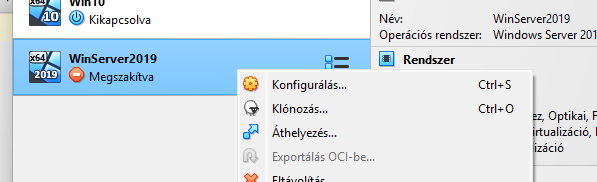 x64
10
Win10
Kikapcsolva
x64
2019
WinServer2019
Megszakítva
Név:
WinServer2019
Operációs rendszer:
Windows Server 201
Rendszer
Konfigurálás...
Ctrl+S
Klónozás...
Ctrl+O
Áthelyezés...
Exportálás OCI-be...
Eltávolítás
ez, Optikai, F
irtualizáció,
lizáció